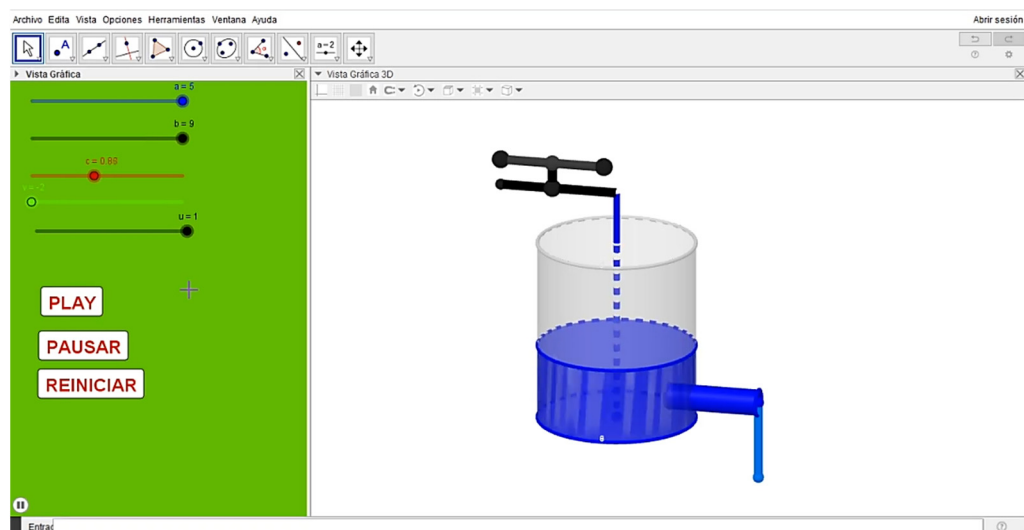 Archivo Edita Vista Opciones Herramientas Ventana Ayuda
Abrir sesión
a=2
Vista Gráfica
Vista Gráfica 3D
a = 5
b = 9
c = 0.86
u = 1
PLAY
PAUSAR
REINICIAR
6